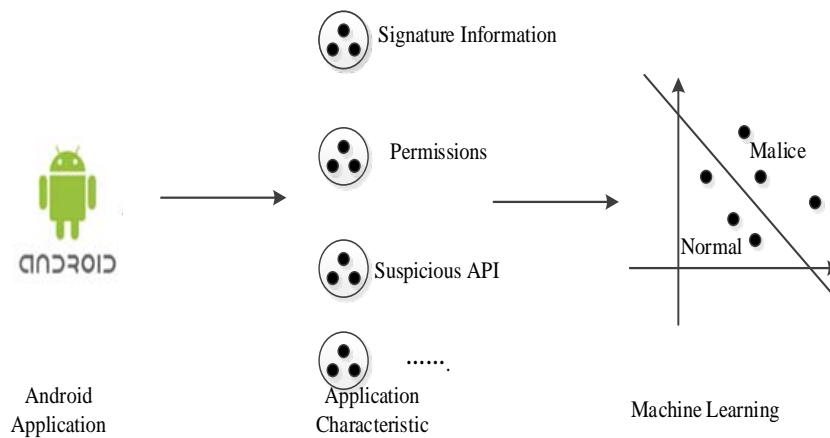 Signature Information
Permissions
Malice
Normal
ANDROID
Suspicious API
.......
Android
Application
Application
Characteristic
Machine Learning